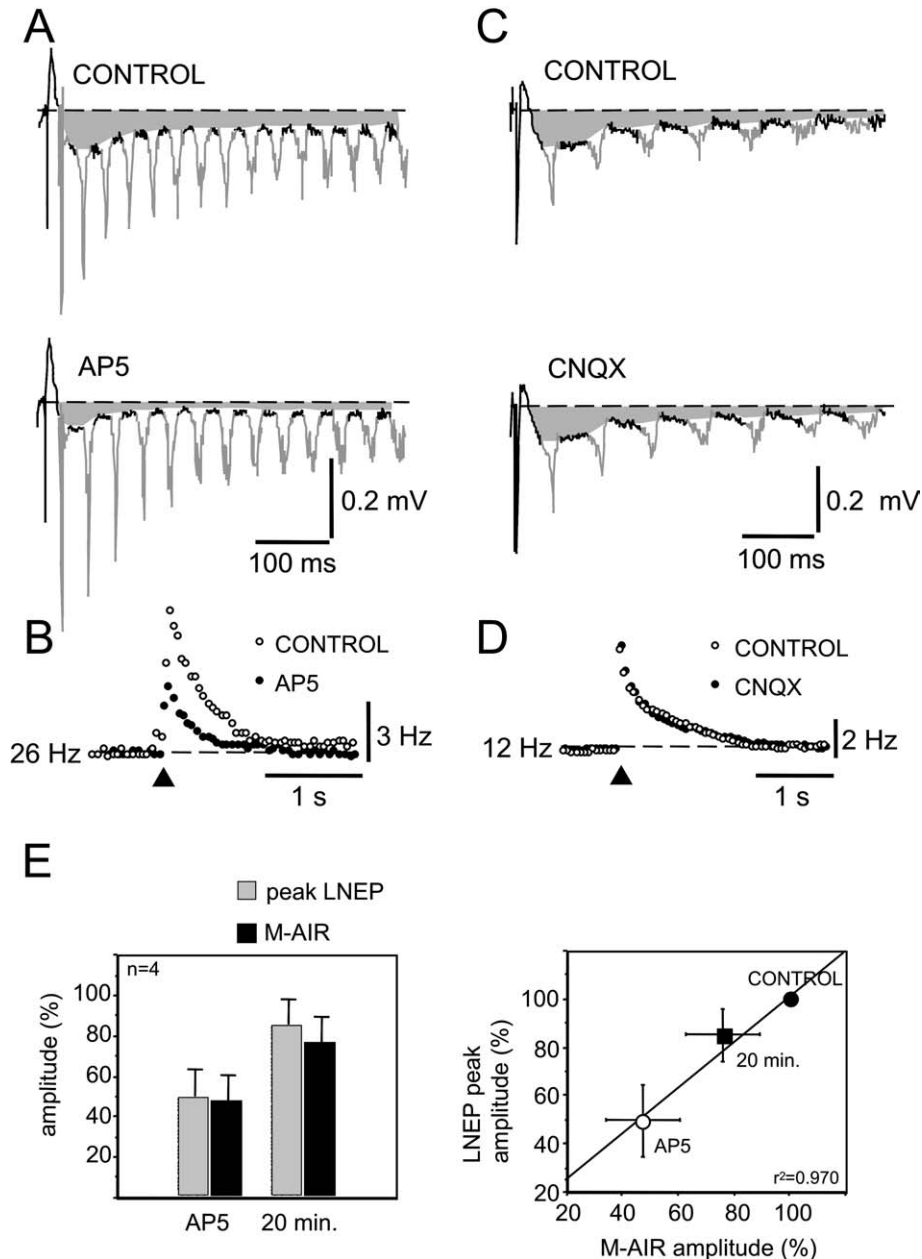 A
CONTROL
C
CONTROL
AP5
0.2 mV
100 ms
CNQX
0.2 mV
100 ms
B
CONTROL
AP5
26 Hz
3 Hz
1 s
D
CONTROL
CNQX
12 Hz
2 Hz
1 s
E
peak LNEP
M-AIR
n=4
amplitude (%)
100
80
60
40
20
AP5
20 min.
LNEP peak
amplitude (%)
100
80
60
40
20
CONTROL
20 min.
AP5
r²=0.970
20 40 60 80 100
M-AIR amplitude (%)